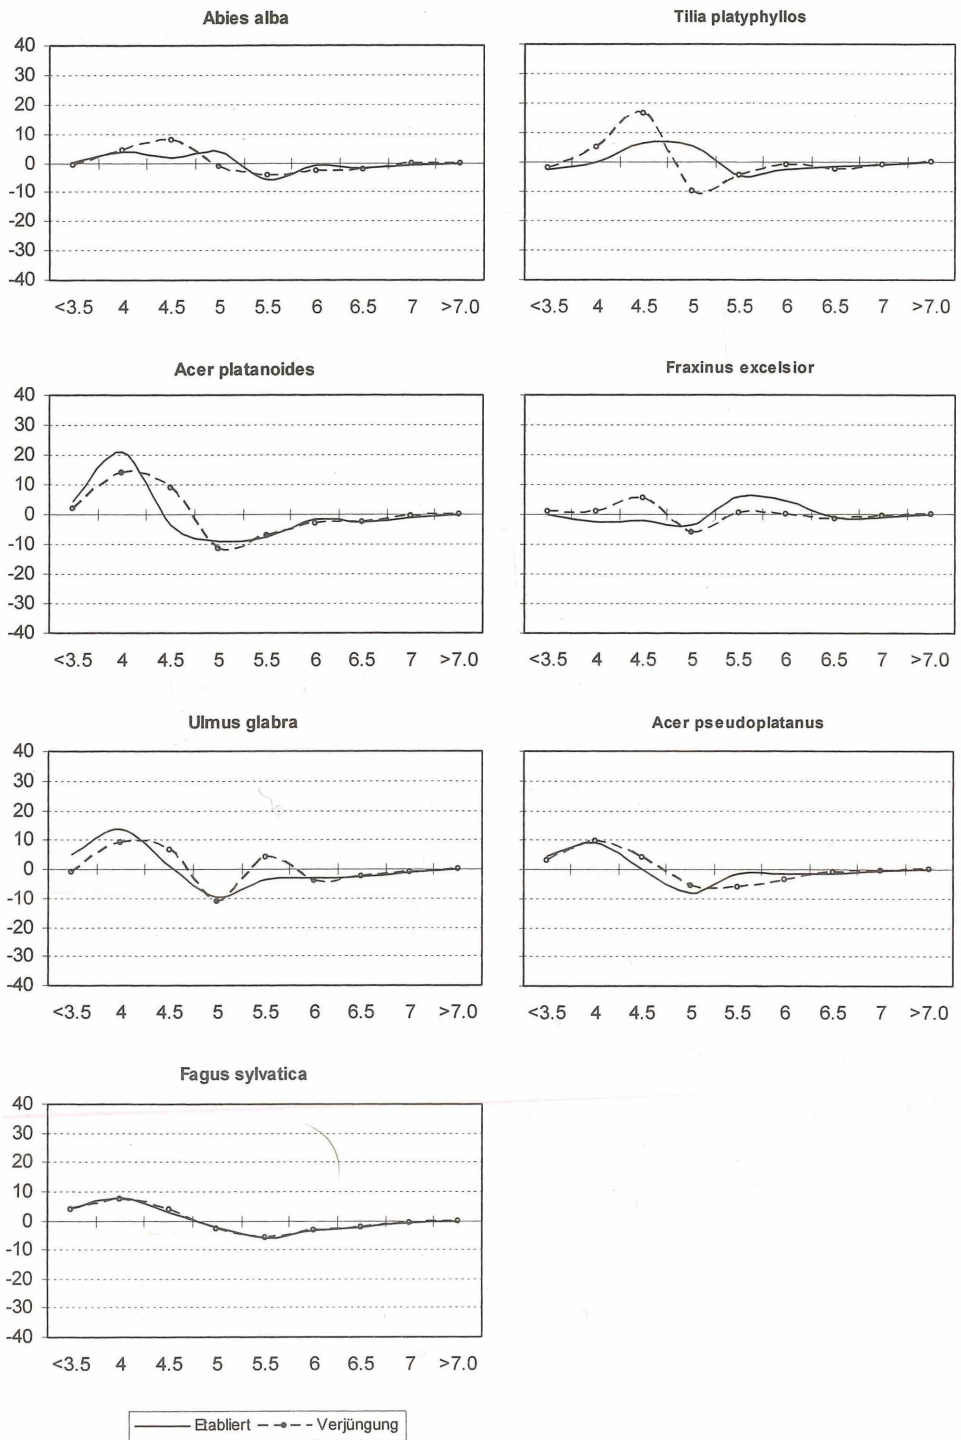 Abies alba
40
30
20
10
0
-10
-20
-30
-40
<3.5 4 4.5 5 5.5 6 6.5 7 >7.0
Tilia platyphyllos
<3.5 4 4.5 5 5.5 6 6.5 7 >7.0
Acer platanoides
40
30
20
10
0
-10
-20
-30
-40
<3.5 4 4.5 5 5.5 6 6.5 7 >7.0
Fraxinus excelsior
<3.5 4 4.5 5 5.5 6 6.5 7 >7.0
Ulmus glabra
40
30
20
10
0
-10
-20
-30
-40
<3.5 4 4.5 5 5.5 6 6.5 7 >7.0
Acer pseudoplatanus
<3.5 4 4.5 5 5.5 6 6.5 7 >7.0
Fagus sylvatica
40
30
20
10
0
-10
-20
-30
-40
<3.5 4 4.5 5 5.5 6 6.5 7 >7.0
Etabliert Verjüngung